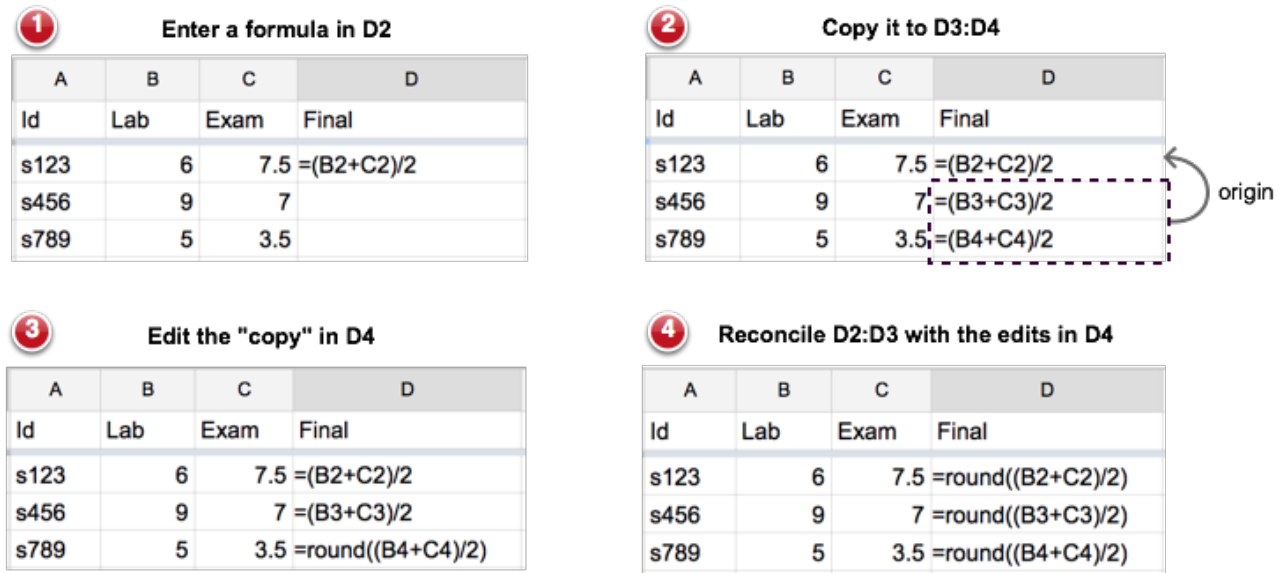 1
Enter a formula in D2
A B C D
Id Lab Exam Final
s123 6 7.5 =(B2+C2)/2
s456 9 7
s789 5 3.5
2
Copy it to D3:D4
A B C D
Id Lab Exam Final
s123 6 7.5 =(B2+C2)/2
s456 9 7 =(B3+C3)/2
s789 5 3.5 =(B4+C4)/2
origin
3
Edit the "copy" in D4
A B C D
Id Lab Exam Final
s123 6 7.5 =(B2+C2)/2
s456 9 7 =(B3+C3)/2
s789 5 3.5 =round((B4+C4)/2)
4
Reconcile D2:D3 with the edits in D4
A B C D
Id Lab Exam Final
s123 6 7.5 =round((B2+C2)/2)
s456 9 7 =round((B3+C3)/2)
s789 5 3.5 =round((B4+C4)/2)